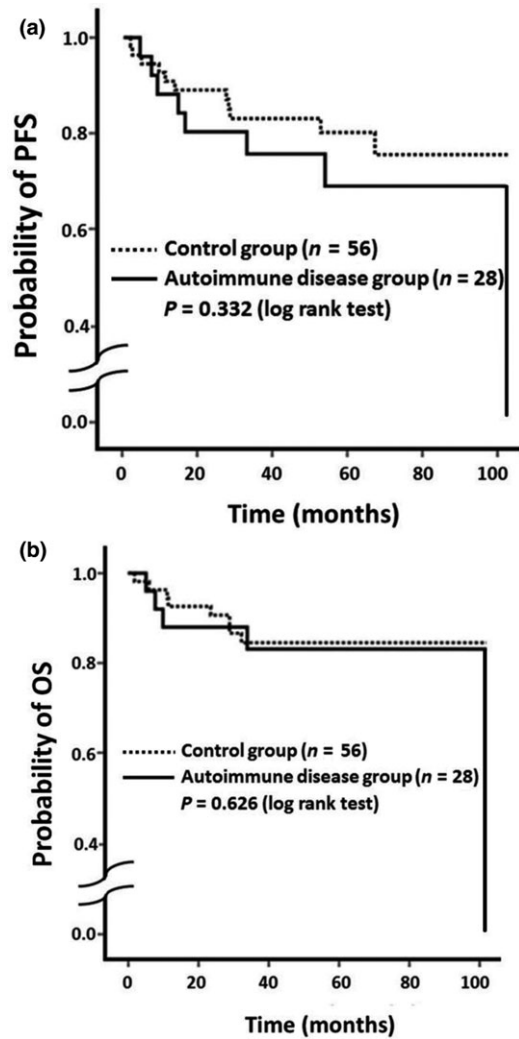 (a)
Probability of PFS
1.0
0.8
0.6
0.4
0.0
Control group (n = 56)
Autoimmune disease group (n = 28)
P = 0.332 (log rank test)
0 20 40 60 80 100
Time (months)
(b)
Probability of OS
1.0
0.8
0.6
0.4
0.0
Control group (n = 56)
Autoimmune disease group (n = 28)
P = 0.626 (log rank test)
0 20 40 60 80 100
Time (months)